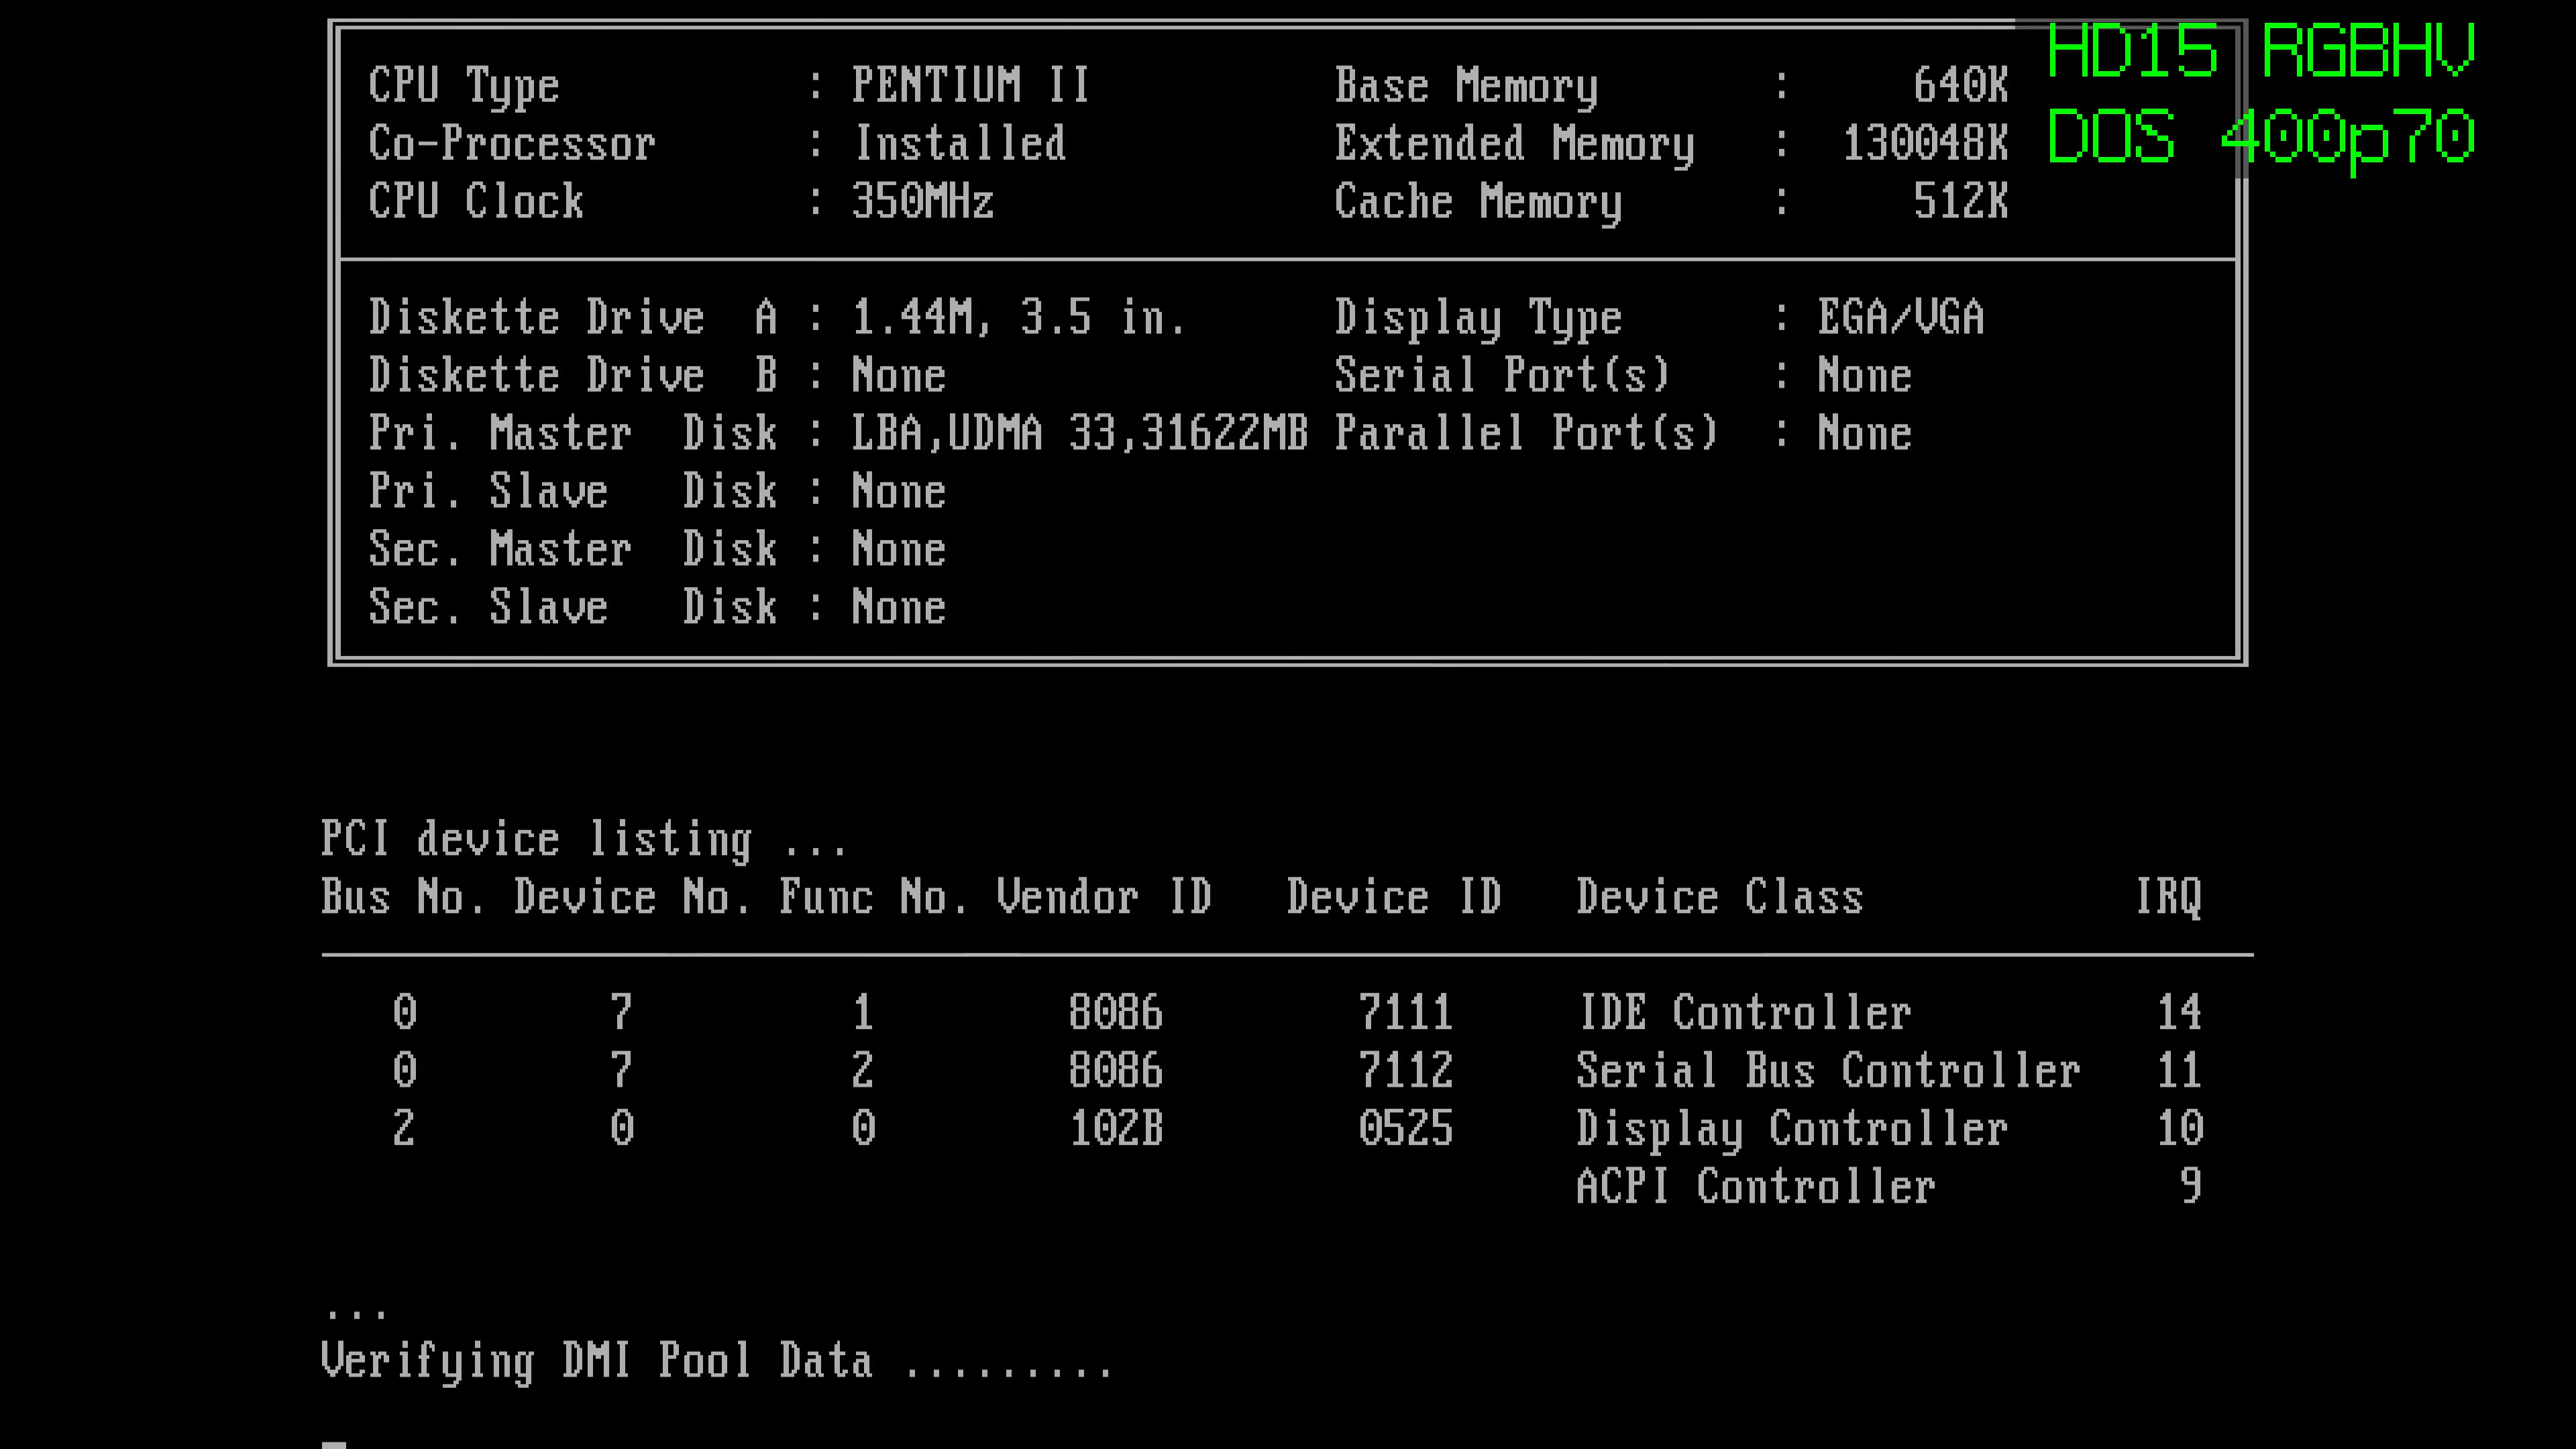 HD15 RGBHV
DOS 400p70
CPU Type : PENTIUM II Base Memory : 640K
Co-Processor : Installed Extended Memory : 130048K
CPU Clock : 350MHz Cache Memory : 512K
Diskette Drive A : 1.44M, 3.5 in. Display Type : EGA/VGA
Diskette Drive B : None Serial Port(s) : None
Pri. Master Disk : LBA,UDMA 33,31622MB Parallel Port(s) : None
Pri. Slave Disk : None
Sec. Master Disk : None
Sec. Slave Disk : None
PCI device listing ...
Bus No. Device No. Func No. Vendor ID Device ID Device Class IRQ
0 7 1 8086 7111 IDE Controller 14
0 7 2 8086 7112 Serial Bus Controller 11
2 0 0 102B 0525 Display Controller 10
ACPI Controller 9
...
Verifying DMI Pool Data .........